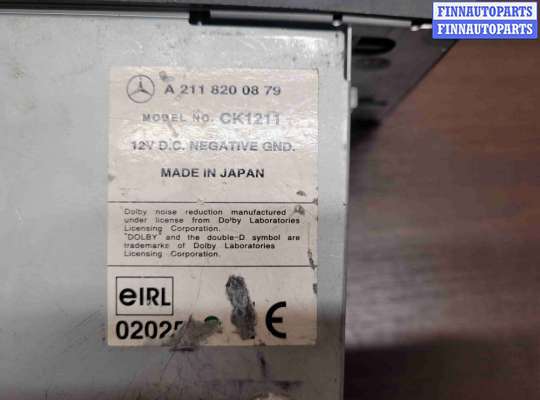 FINNAUTOPARTS
FINNAUTOPARTS
A 211 820 08 79
MODEL NO. CK1211
12V D.C. NEGATIVE GND.
MADE IN JAPAN
Dolby noise reduction manufactured
under license from Dolby Laboratories
Licensing Corporation.
"DOLBY" and the double-D symbol are
trademarks of Dolby Laboratories
Licensing Corporation.
eIRL
CE